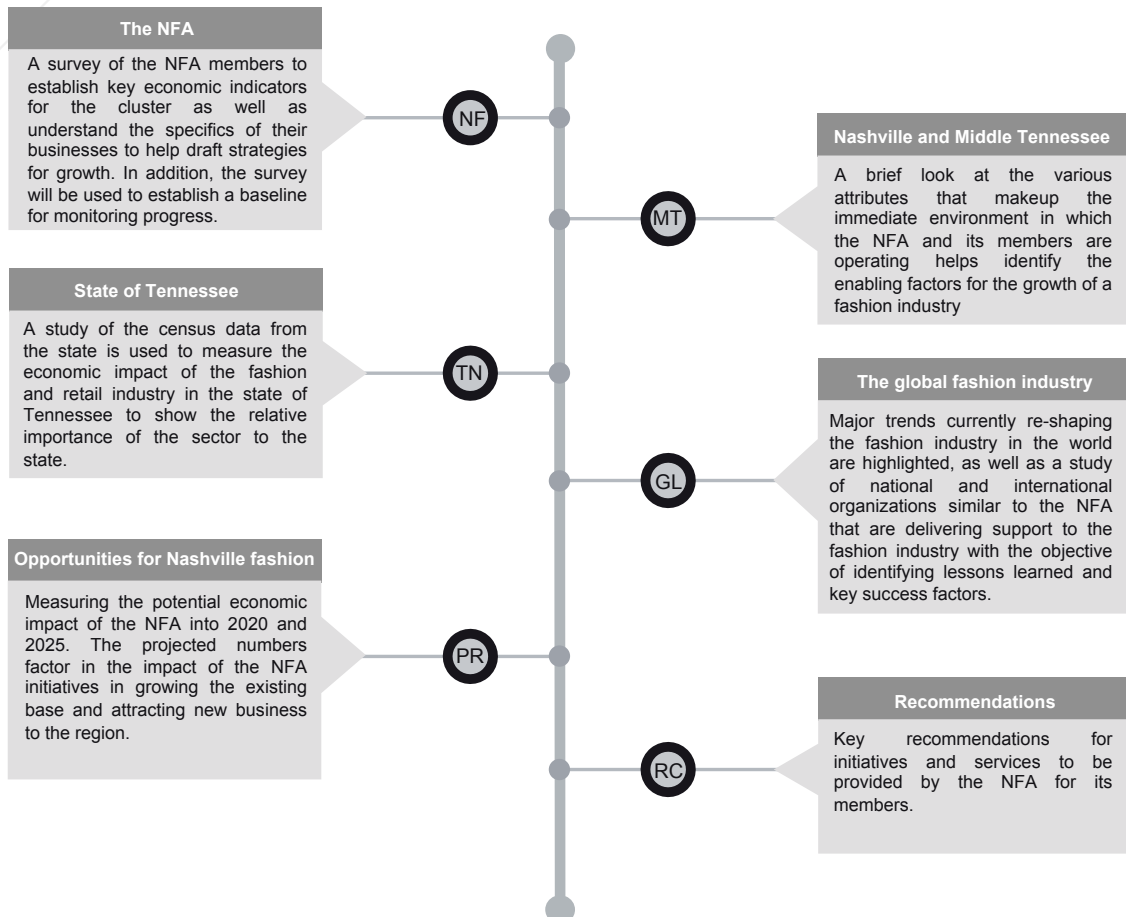 The NFA
A survey of the NFA members to
establish key economic indicators
for the cluster as well as
understand the specifics of their
businesses to help draft strategies
for growth. In addition, the survey
will be used to establish a baseline
for monitoring progress.
NF
Nashville and Middle Tennessee
A brief look at the various
attributes that makeup the
immediate environment in which
the NFA and its members are
operating helps identify the
enabling factors for the growth of a
fashion industry
MT
State of Tennessee
A study of the census data from
the state is used to measure the
economic impact of the fashion
and retail industry in the state of
Tennessee to show the relative
importance of the sector to the
state.
TN
The global fashion industry
Major trends currently re-shaping
the fashion industry in the world
are highlighted, as well as a study
of national and international
organizations similar to the NFA
that are delivering support to the
fashion industry with the objective
of identifying lessons learned and
key success factors.
GL
Opportunities for Nashville fashion
Measuring the potential economic
impact of the NFA into 2020 and
2025. The projected numbers
factor in the impact of the NFA
initiatives in growing the existing
base and attracting new business
to the region.
PR
Recommendations
Key recommendations for
initiatives and services to be
provided by the NFA for its
members.
RC